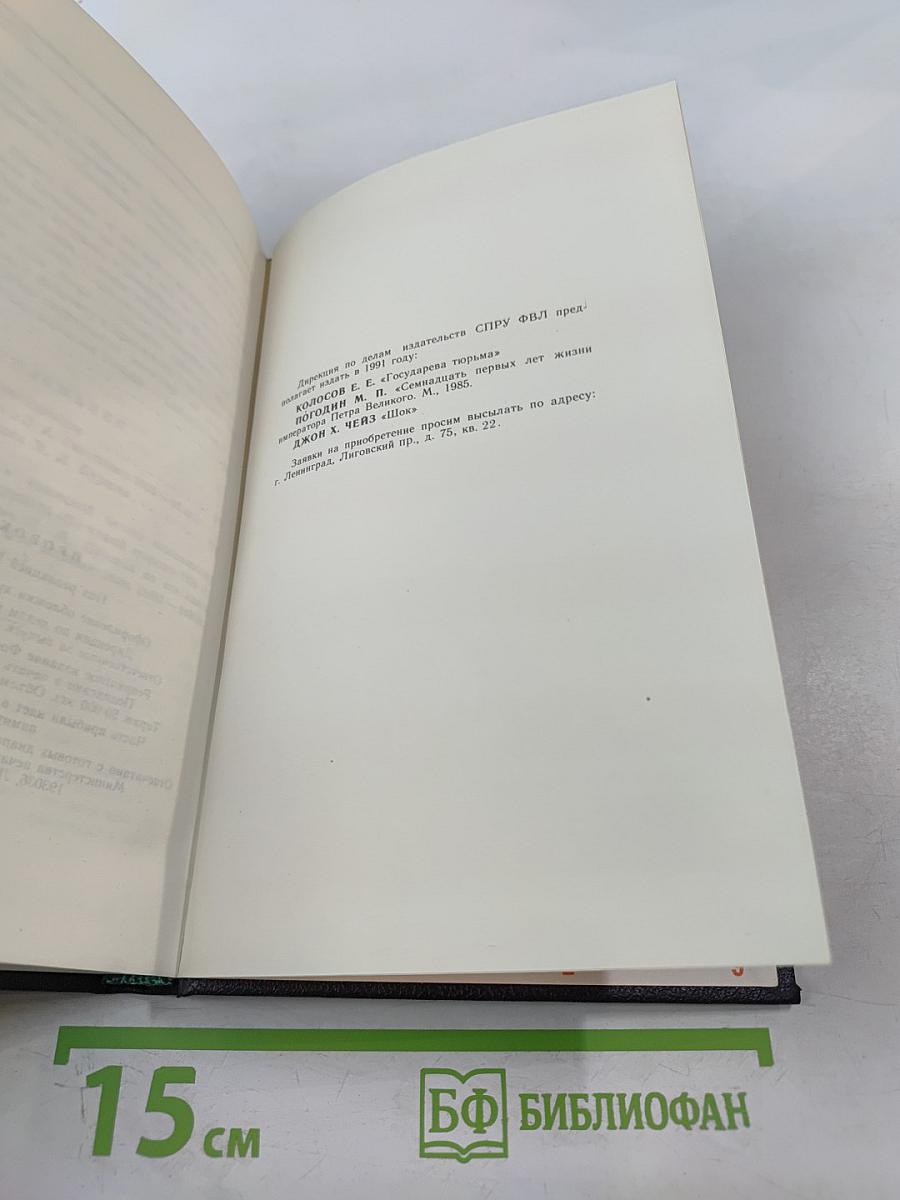 Дирекция по делам издательств СПРУ ФВЛ пред-
полагает издать в 1991 году:
КОЛОСОВ Е. Е. «Государева тюрьма»
ПОГОДИН М. П. «Семнадцать первых лет жизни
императора Петра Великого. М., 1985.
ДЖОН Х. ЧЕЙЗ «Шок»
Заявки на приобретение просим высылать по адресу:
г. Ленинград, Лиговский пр., д. 75, кв. 22.
15 см
БФ БИБЛИОФАН